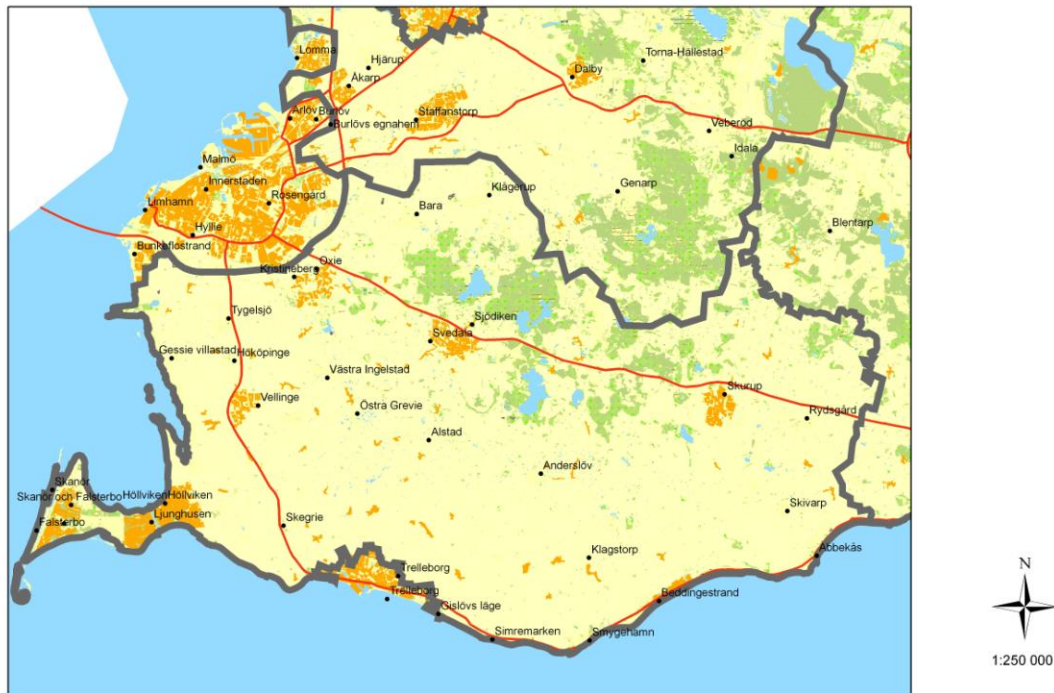 Lomma
Hjärup
Torna-Hällestad
Åkarp
Dalby
Arlöv
Burlöv
Burlövs egnahem
Staffanstorp
Veberöd
Idala
Malmö
Innerstaden
Rosengård
Klågerup
Genarp
Limhamn
Bara
Hyllie
Blentarp
Bunkeflostrand
Kristineberg
Oxie
Tygelsjö
Sjödiken
Svedala
Gessie villastad
Hököpinge
Västra Ingelstad
Vellinge
Östra Grevie
Skurup
Rydsgård
Alstad
Anderslöv
Skanör
Skanör och Falsterbo
Höllviken
Höllviken
Ljunghusen
Falsterbo
Skegrie
Skivarp
Klagstorp
Abbekås
Trelleborg
Trelleborg
Gislövs läge
Beddingestrand
Simremarken
Smygehamn
N
1:250 000